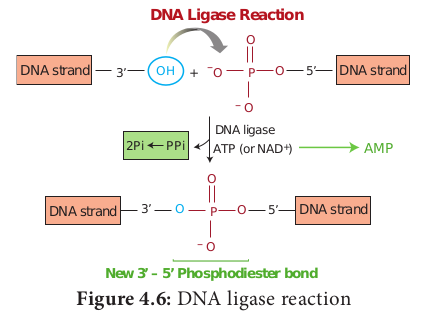 DNA Ligase Reaction
DNA strand 3’ OH + ⁻O P O 5’ DNA strand
O
⁻O
DNA ligase
2Pi ← PPi ATP (or NAD⁺) → AMP
O
DNA strand 3’ O P O 5’ DNA strand
⁻O
New 3’ – 5’ Phosphodiester bond
Figure 4.6: DNA ligase reaction